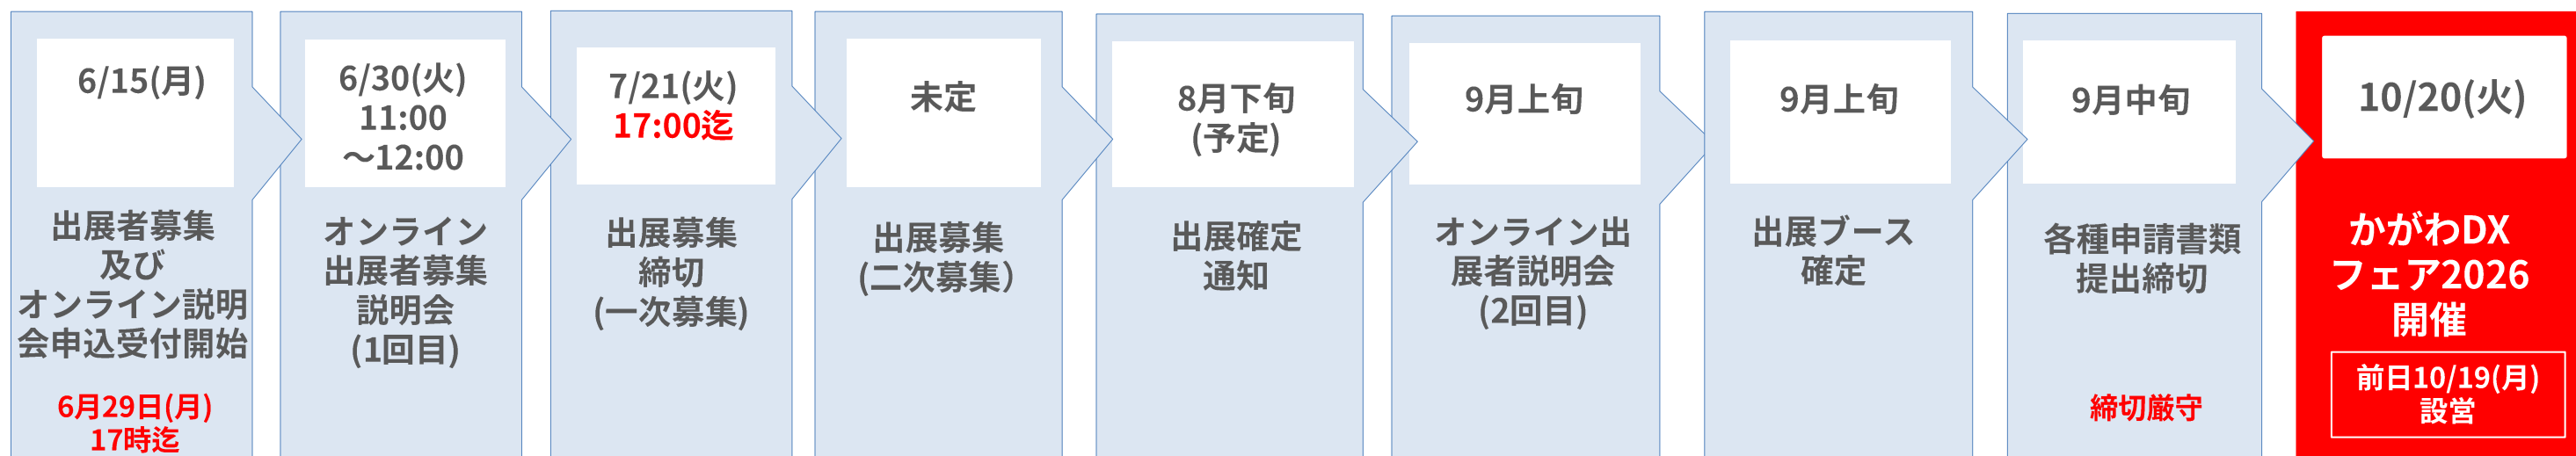 6/15(月)
出展者募集
及び
オンライン説明
会申込受付開始
6月29日(月)
17時迄
6/30(火)
11:00
～12:00
オンライン
出展者募集
説明会
(1回目)
7/21(火)
17:00迄
出展募集
締切
(一次募集)
未定
出展募集
(二次募集）
8月下旬
(予定)
出展確定
通知
9月上旬
オンライン出
展者説明会
(2回目)
9月上旬
出展ブース
確定
9月中旬
各種申請書類
提出締切
締切厳守
10/20(火)
かがわDX
フェア2026
開催
前日10/19(月)
設営